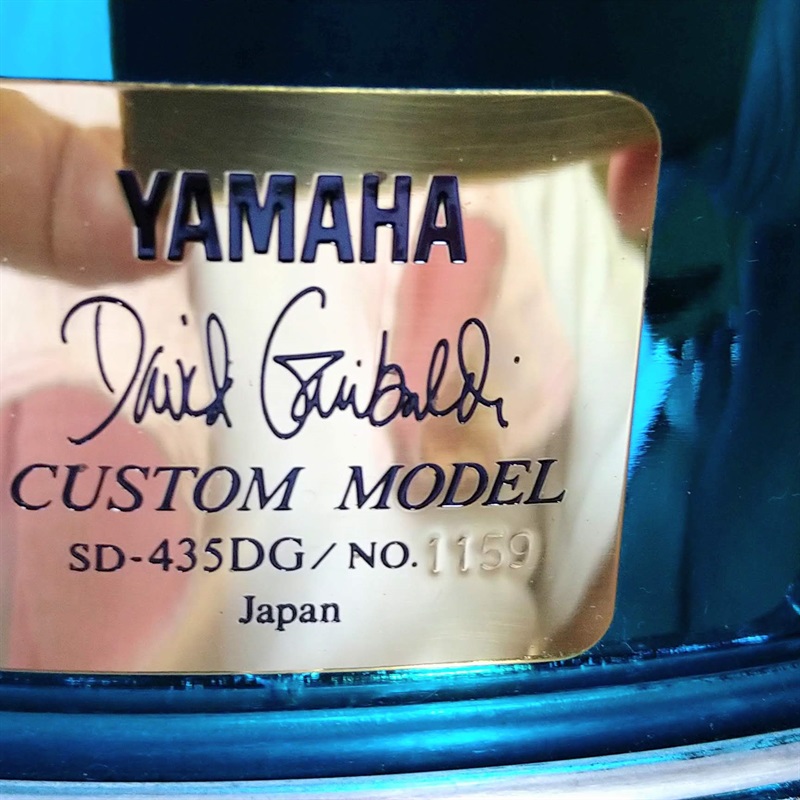 YAMAHA
David Garibaldi
CUSTOM MODEL
SD-435DG/NO.1159
Japan